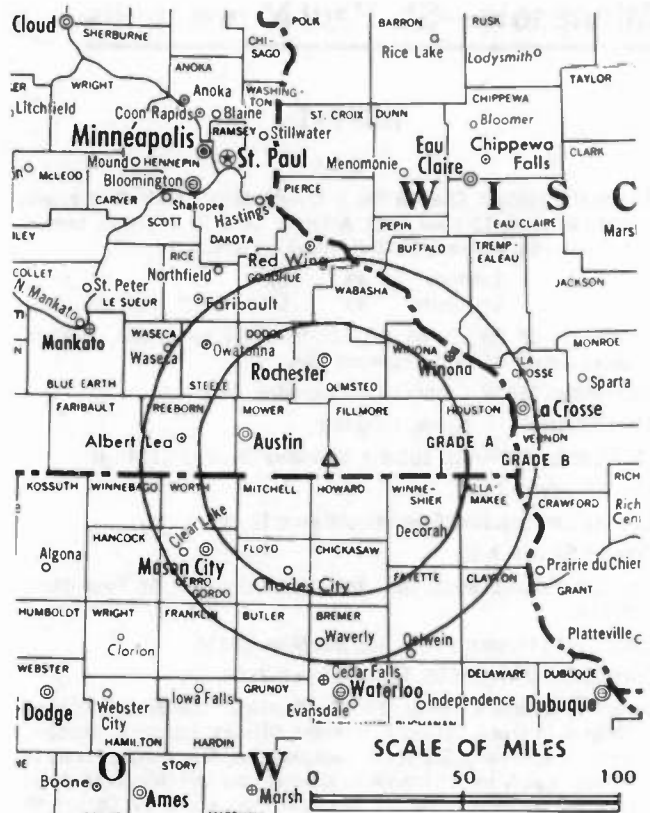 POLK
BARRON
RUSK
Cloud
SHERBURNE
CHI-
SAGO
Rice Lake
Ladysmith
TAYLOR
WRIGHT
ANOKA
Anoka
WASHING-
TON
CHIPPEWA
Litchfield
Coon Rapids
Blaine
ST. CROIX
DUNN
Bloomer
RAMSEY
Stillwater
Eau
Claire
Chippewa
Falls
CLARK
Minneapolis
St. Paul
Mound
HENNEPIN
Menomonie
McLEOD
Bloomington
PIERCE
W I S C
CARVER
Shakopee
Hastings
SCOTT
DAKOTA
PEPIN
EAU CLAIRE
Marsh
BUFFALO
TREMP-
EALEAU
RICE
Red Wing
COLLET
Northfield
GOODHUE
WABASHA
JACKSON
N. Mankato
St. Peter
LE SUEUR
Faribault
Mankato
WASECA
Waseca
Owatonna
DODGE
WINONA
Winona
LA
CROSSE
MONROE
Rochester
Sparta
BLUE EARTH
STEELE
OLMSTED
FARIBAULT
FREEBORN
MOWER
FILLMORE
HOUSTON
La Crosse
Albert Lea
Austin
GRADE A
VERNON
GRADE B
KOSSUTH
WINNEBAGO
WORTH
MITCHELL
HOWARD
WINNE-
SHIEK
ALLA-
MAKEE
RICH
CRAWFORD
Rich
Cen
HANCOCK
Clear Lake
Decorah
Algona
Mason City
FLOYD
CHICKASAW
CERRO
GORDO
Charles City
FAYETTE
CLAYTON
Prairie du Chien
GRANT
HUMBOLDT
WRIGHT
FRANKLIN
BUTLER
BREMER
Clarion
Waverly
Oelwein
Platteville
WEBSTER
Cedar Falls
DELAWARE
DUBUQUE
Dodge
Webster
City
Iowa Falls
GRUNDY
Waterloo
Evansdale
Independence
Dubuque
HAMILTON
HARDIN
BUCHANAN
STORY
SCALE OF MILES
O W
Boone
Ames
Marsh
0 50 100